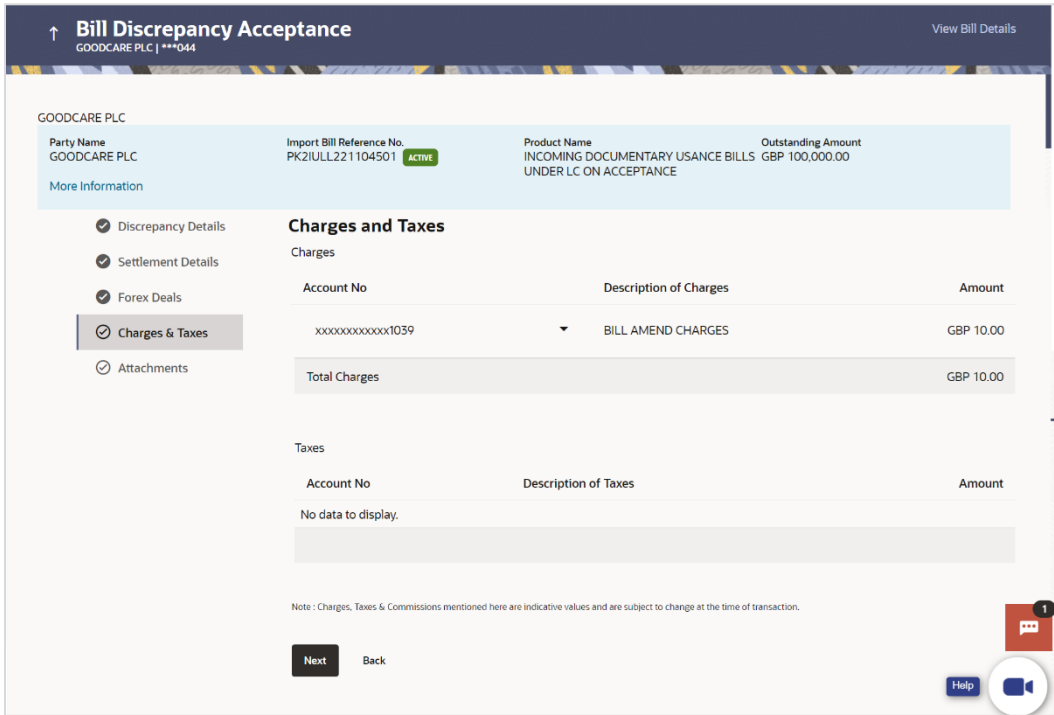 Bill Discrepancy Acceptance
View Bill Details
GOODCARE PLC | ***044
GOODCARE PLC
Party Name
GOODCARE PLC
More Information
Import Bill Reference No.
PK2IULL221104501 ACTIVE
Product Name
INCOMING DOCUMENTARY USANCE BILLS
UNDER LC ON ACCEPTANCE
Outstanding Amount
GBP 100,000.00
Discrepancy Details
Settlement Details
Forex Deals
Charges & Taxes
Attachments
Charges and Taxes
Charges
Account No Description of Charges Amount
xxxxxxxxxxxx1039 BILL AMEND CHARGES GBP 10.00
Total Charges GBP 10.00
Taxes
Account No Description of Taxes Amount
No data to display.
Note : Charges, Taxes & Commissions mentioned here are indicative values and are subject to change at the time of transaction.
1
Next Back
Help